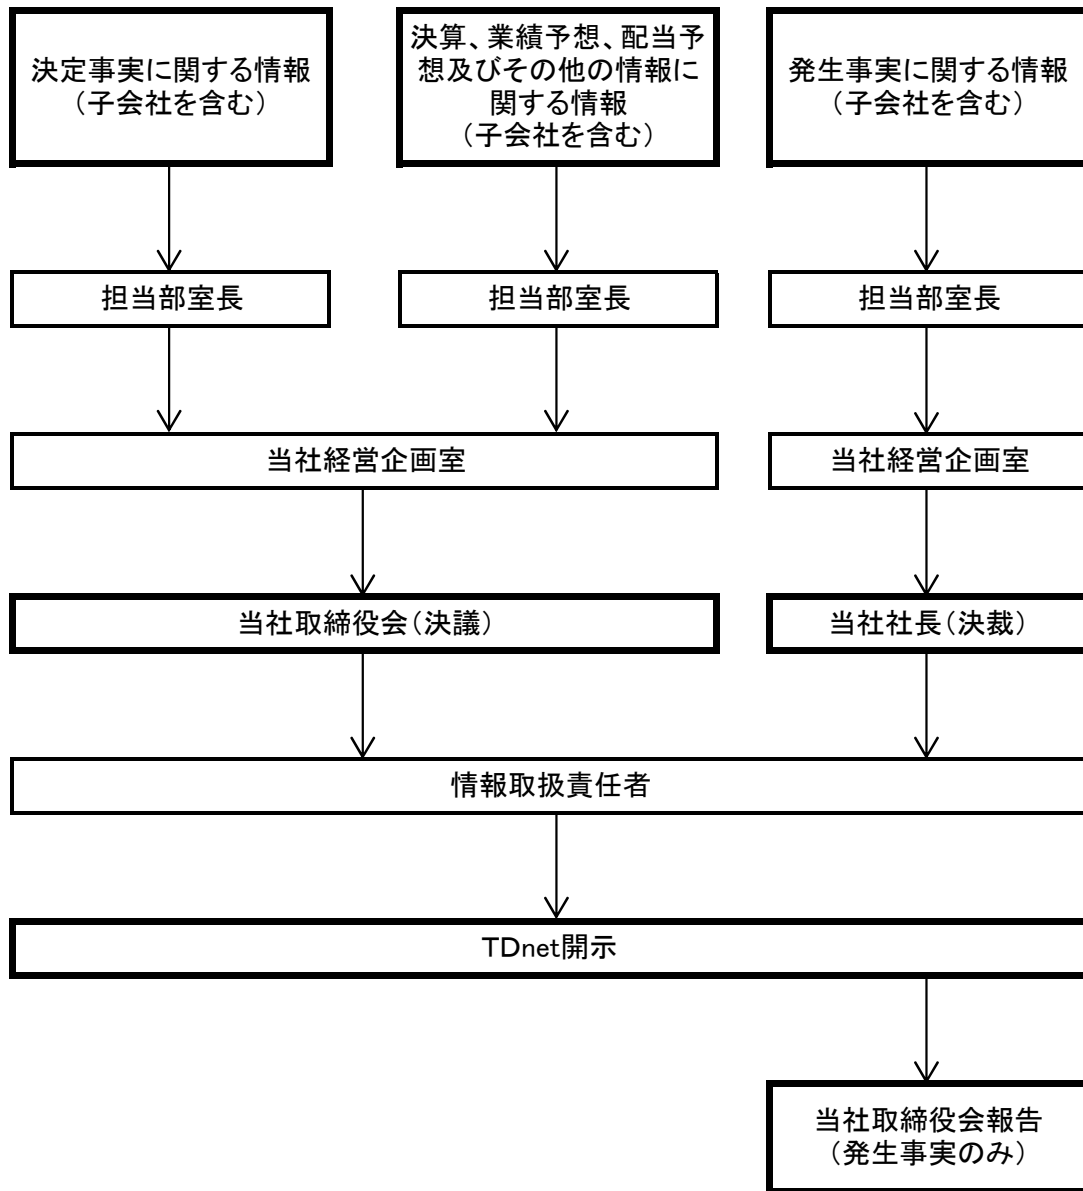 決定事実に関する情報
（子会社を含む）
決算、業績予想、配当予
想及びその他の情報に
関する情報
（子会社を含む）
発生事実に関する情報
（子会社を含む）
担当部室長
担当部室長
担当部室長
当社経営企画室
当社経営企画室
当社取締役会（決議）
当社社長（決裁）
情報取扱責任者
TDnet開示
当社取締役会報告
（発生事実のみ）